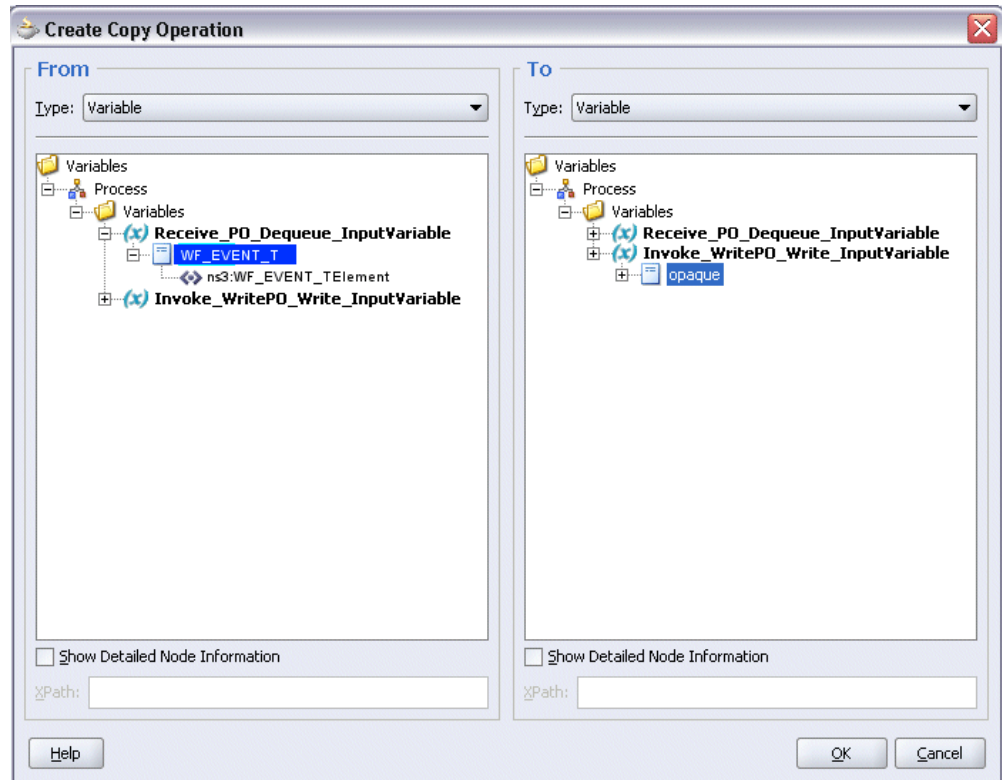 Create Copy Operation
From
Type: Variable
Variables
Process
Variables
(x) Receive_PO_Dequeue_InputVariable
WF_EVENT_T
ns3:WF_EVENT_TElement
(x) Invoke_WritePO_Write_InputVariable
Show Detailed Node Information
XPath:
To
Type: Variable
Variables
Process
Variables
(x) Receive_PO_Dequeue_InputVariable
(x) Invoke_WritePO_Write_InputVariable
opaque
Show Detailed Node Information
XPath:
Help
OK
Cancel